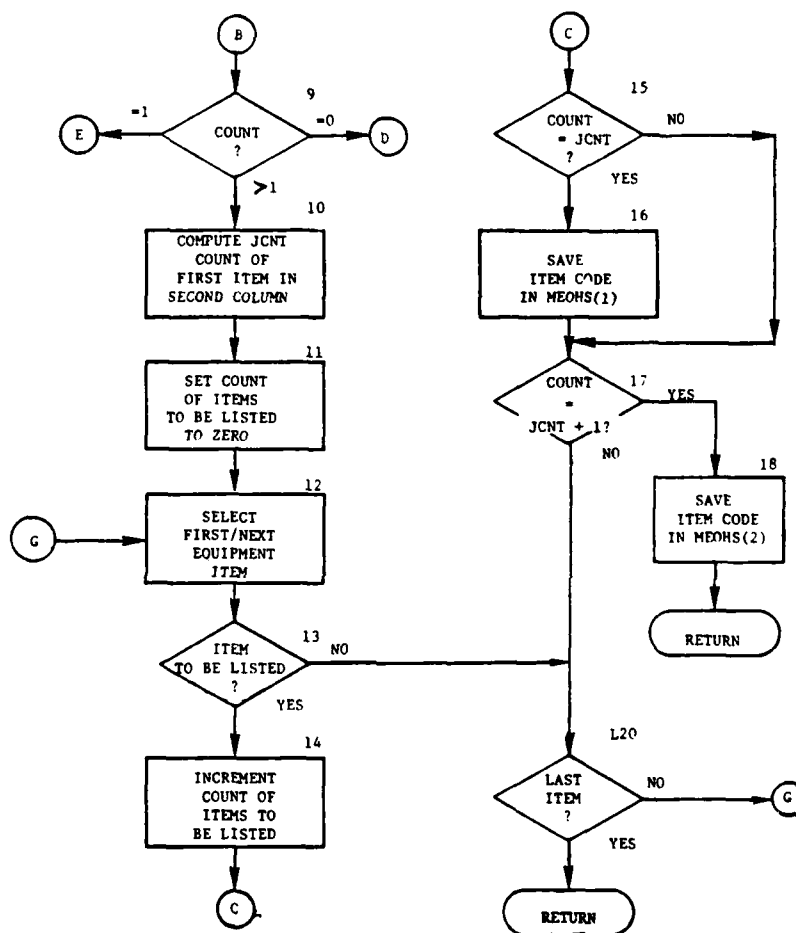 B
9
=1
=0
E
COUNT
?
D
>1
10
COMPUTE JCNT
COUNT OF
FIRST ITEM IN
SECOND COLUMN
11
SET COUNT
OF ITEMS
TO BE LISTED
TO ZERO
12
G
SELECT
FIRST/NEXT
EQUIPMENT
ITEM
13
ITEM
TO BE LISTED
?
NO
YES
14
INCREMENT
COUNT OF
ITEMS TO
BE LISTED
C
C
15
COUNT
= JCNT
?
NO
YES
16
SAVE
ITEM CODE
IN MEOHS(1)
17
COUNT
=
JCNT + 1?
YES
NO
18
SAVE
ITEM CODE
IN MEOHS(2)
RETURN
L20
LAST
ITEM
?
NO
G
YES
RETURN